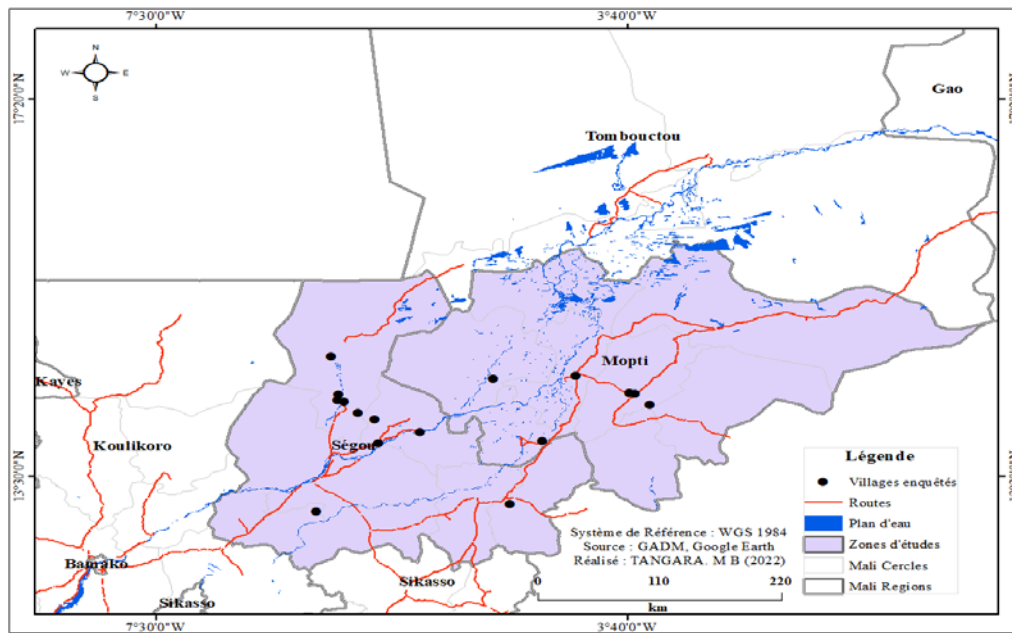 7°30'0"W 3°40'0"W
N
W E
S
17°20'0"N
Gao
Tombouctou
Mopti
Kayes
Koulikoro
Ségou
13°30'0"N
Bamako
Sikasso
Sikasso
Légende
Villages enquêtés
Routes
Plan d'eau
Zones d'études
Mali Cercles
Mali Regions
Système de Référence : WGS 1984
Source : GADM, Google Earth
Réalisé : TANGARA. M B (2022)
0 110 220
km
7°30'0"W 3°40'0"W